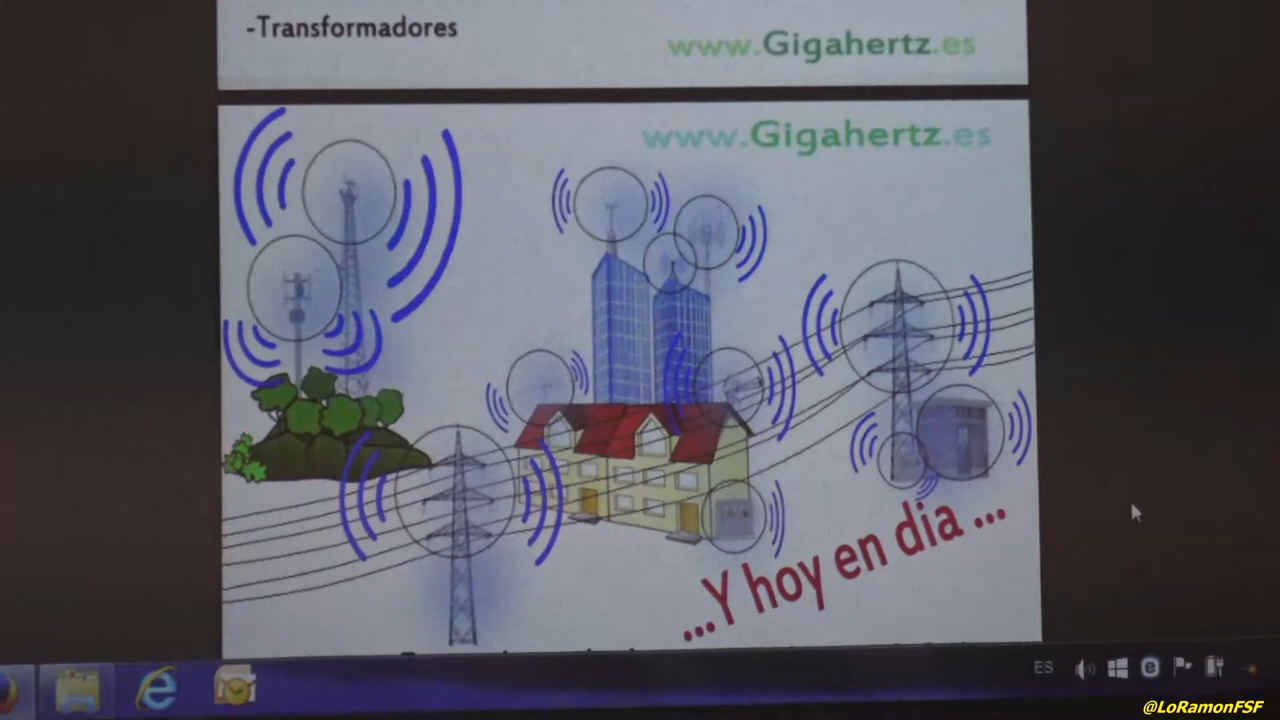 -Transformadores
www.Gigahertz.es
www.Gigahertz.es
...Y hoy en dia ...
ES
@LoRamonFSF